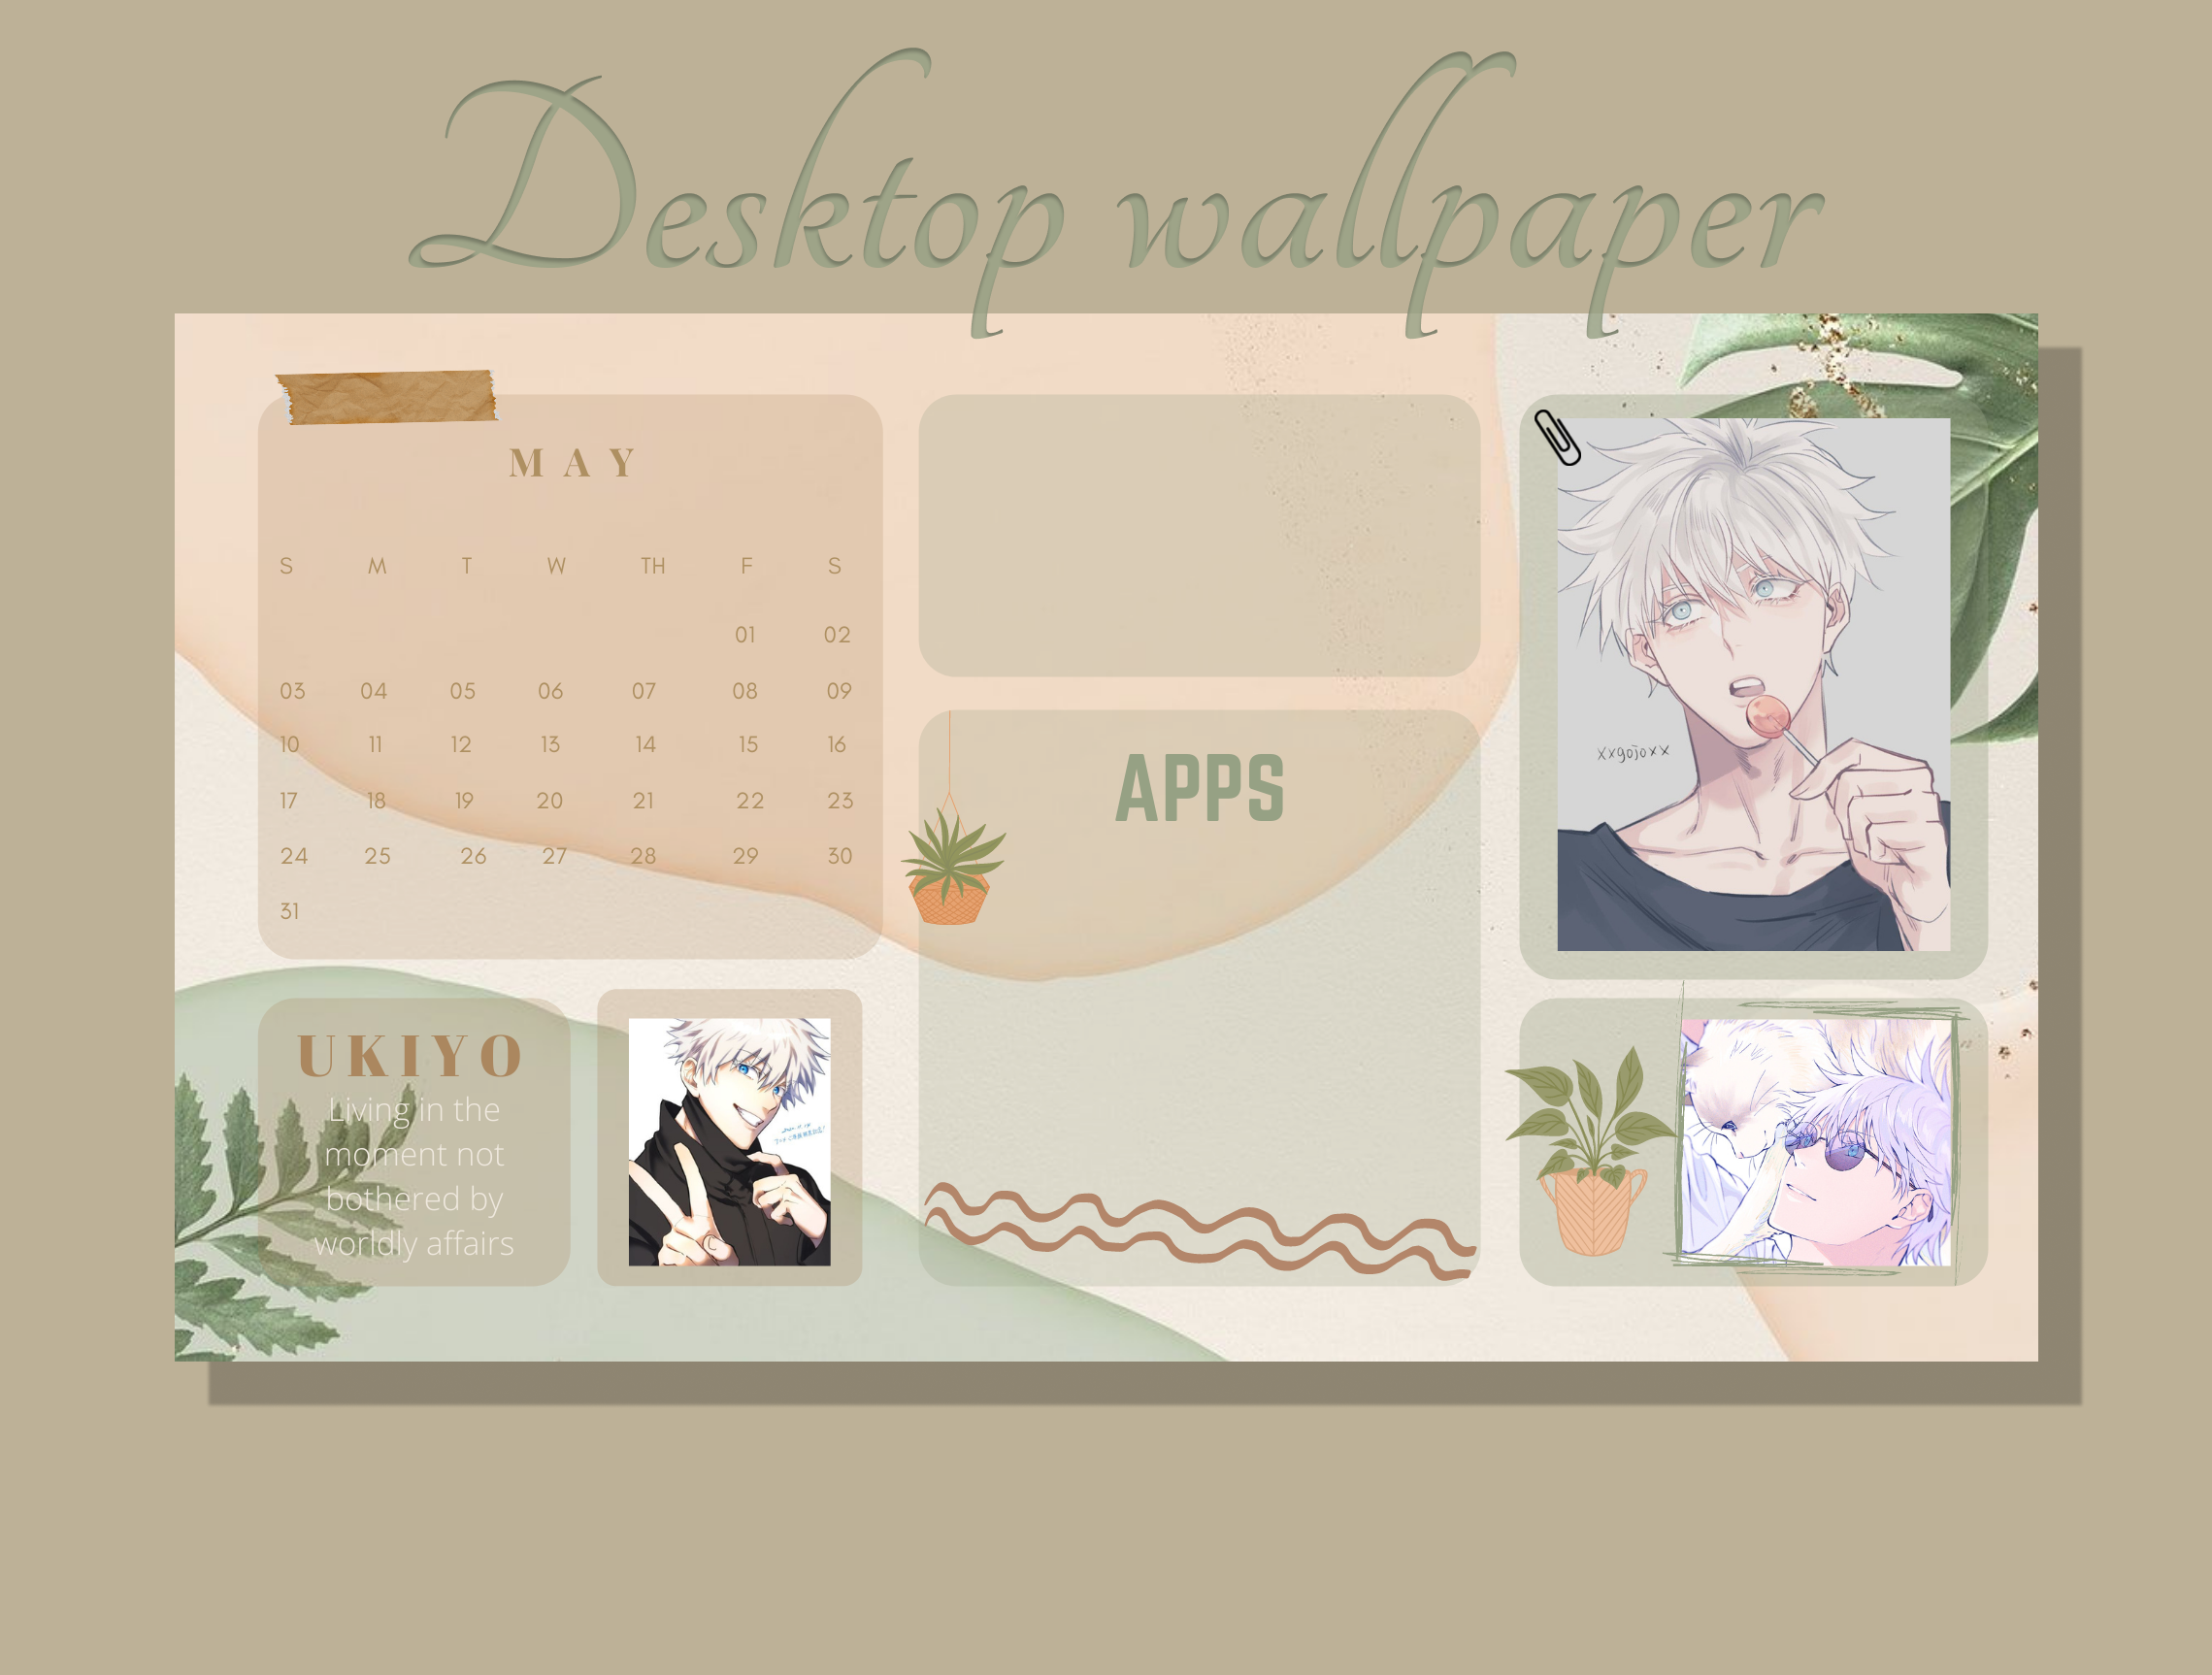 Desktop wallpaper
MAY
S M T W TH F S
01 02
03 04 05 06 07 08 09
10 11 12 13 14 15 16
17 18 19 20 21 22 23
24 25 26 27 28 29 30
31
APPS
xxgojoxx
UKIYO
Living in the
moment not
bothered by
worldly affairs